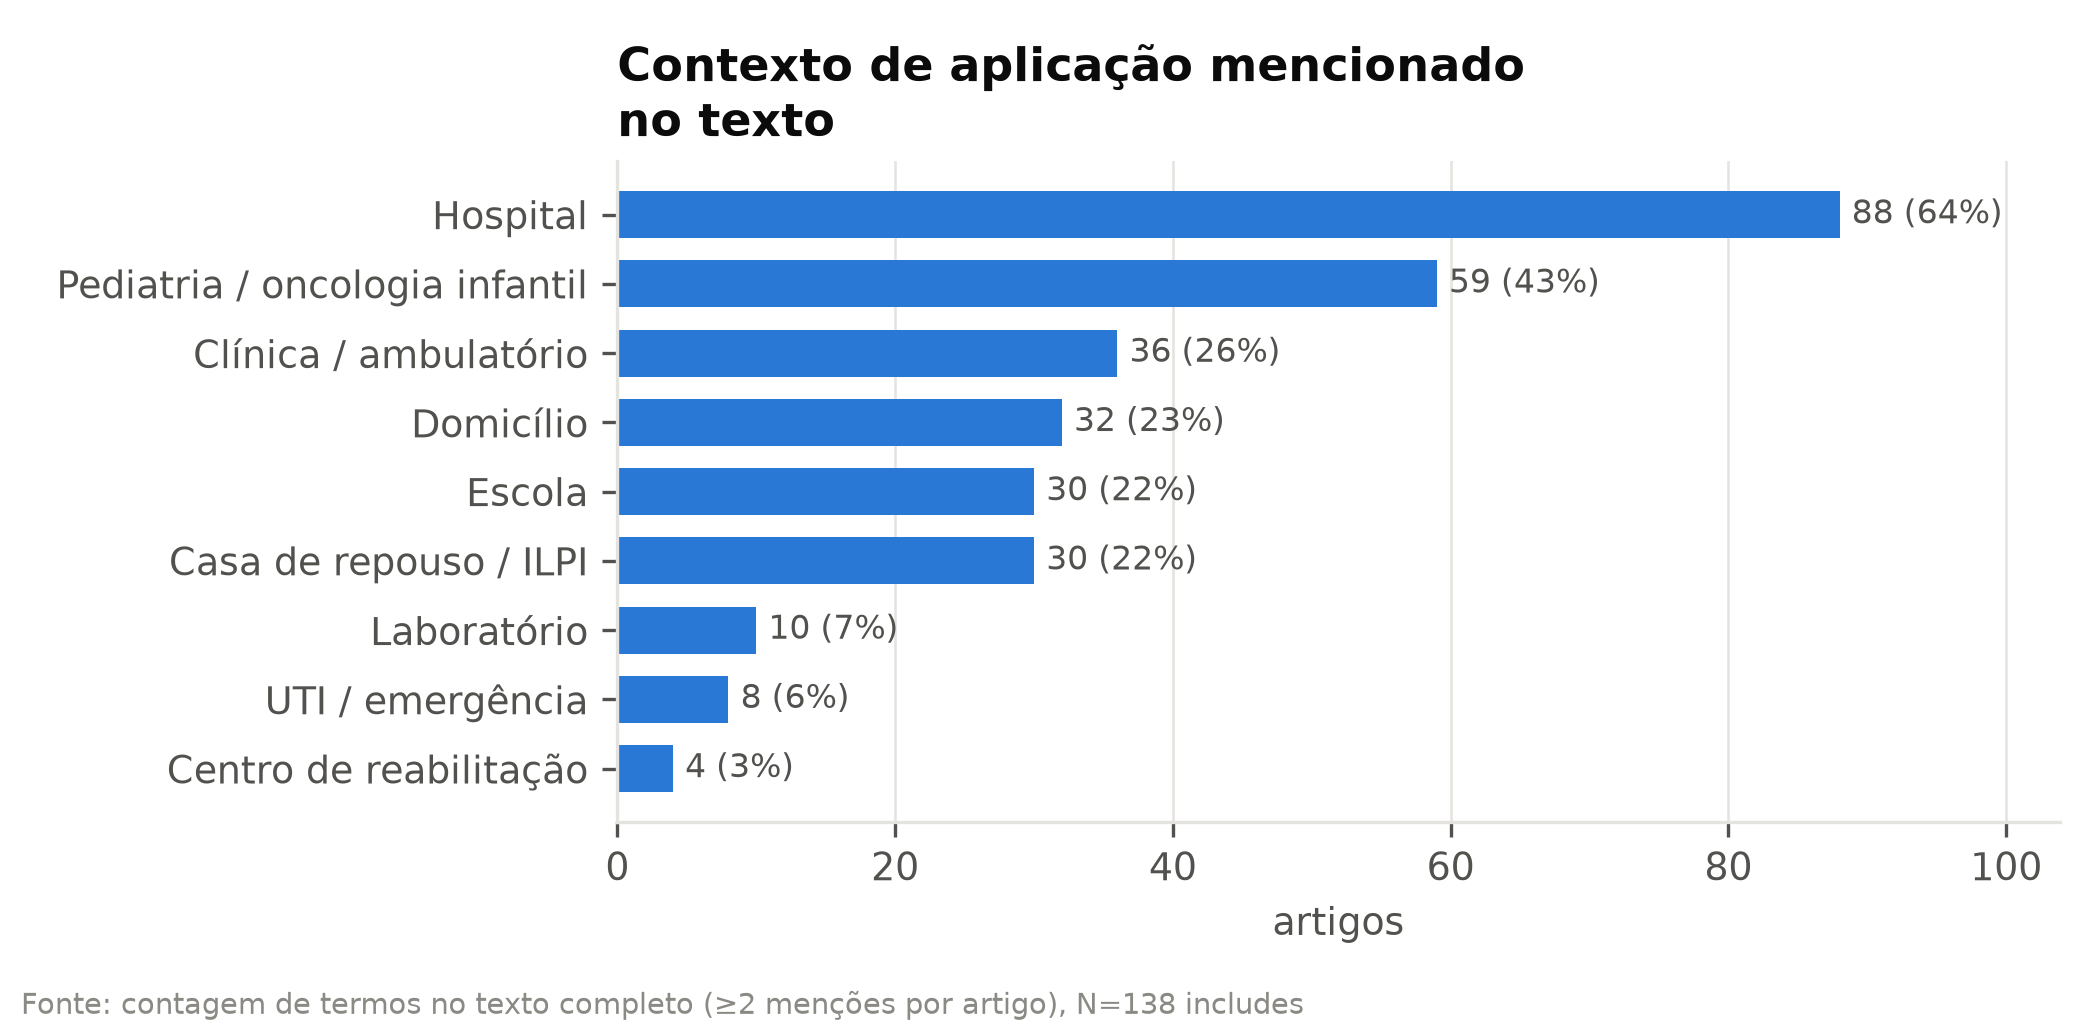 Contexto de aplicação mencionado
no texto
Hospital 88 (64%)
Pediatria / oncologia infantil 59 (43%)
Clínica / ambulatório 36 (26%)
Domicílio 32 (23%)
Escola 30 (22%)
Casa de repouso / ILPI 30 (22%)
Laboratório 10 (7%)
UTI / emergência 8 (6%)
Centro de reabilitação 4 (3%)
0 20 40 60 80 100
artigos
Fonte: contagem de termos no texto completo (≥2 menções por artigo), N=138 includes